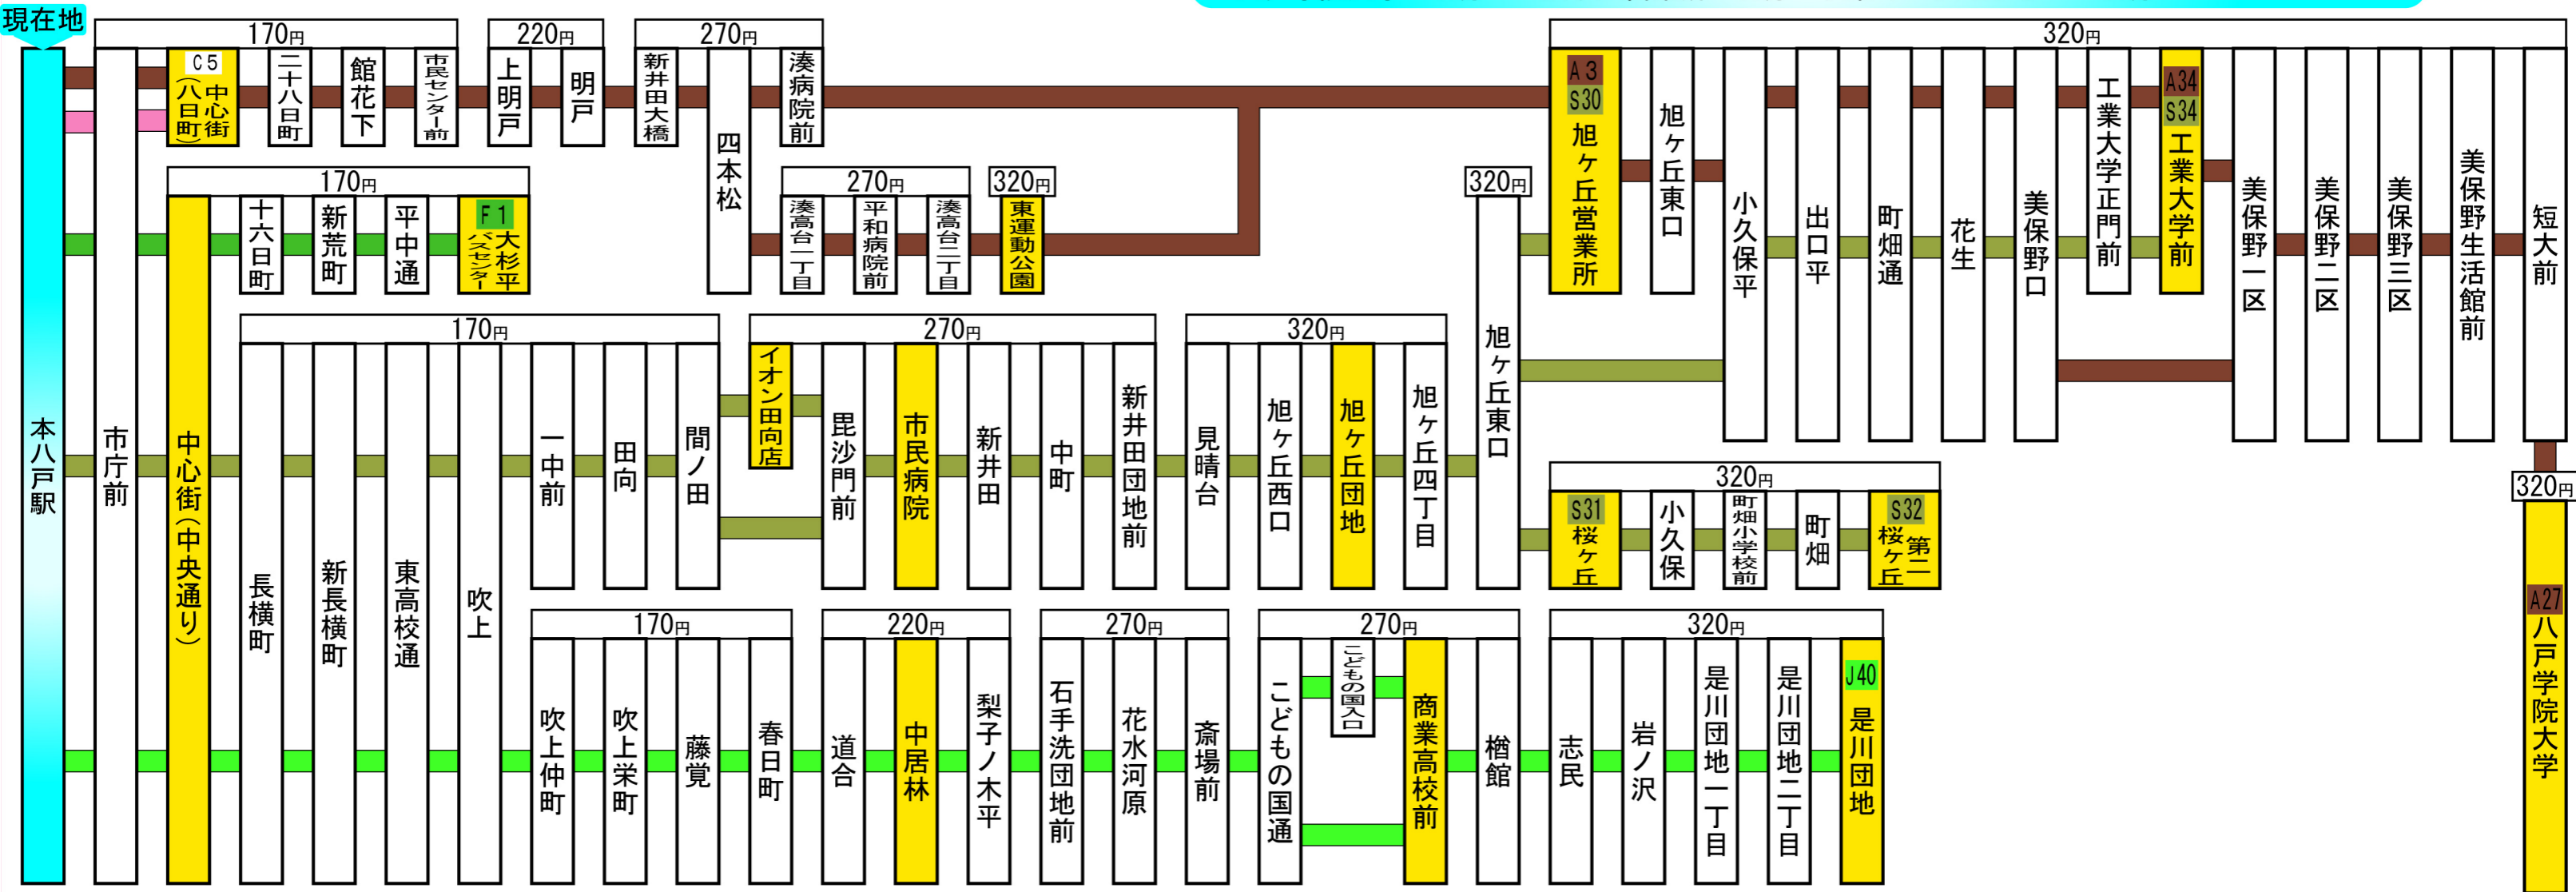 現在地
本八戸駅
市庁前
170円
C5
中心街
(八日町)
二十八日町
館花下
市民センター前
220円
上明戸
明戸
270円
新井田大橋
四本松
湊病院前
320円
A3
S30
旭ヶ丘営業所
旭ヶ丘東口
小久保平
出口平
町畑通
花生
美保野口
工業大学正門前
A34
S34
工業大学前
美保野一区
美保野二区
美保野三区
美保野生活館前
短大前
170円
中心街(中央通り)
十六日町
新荒町
平中通
F1
大杉平
バスセンター
270円
湊高台一丁目
平和病院前
湊高台二丁目
320円
東運動公園
320円
旭ヶ丘東口
170円
長横町
新長横町
東高校通
吹上
一中前
田向
間ノ田
270円
イオン田向店
毘沙門前
市民病院
新井田
中町
新井田団地前
320円
見晴台
旭ヶ丘西口
旭ヶ丘団地
旭ヶ丘四丁目
320円
S31
桜ヶ丘
小久保
町畑小学校前
町畑
S32
第二
桜ヶ丘
320円
A27
八戸学院大学
170円
吹上仲町
吹上栄町
藤覚
春日町
220円
道合
中居林
梨子ノ木平
270円
石手洗団地前
花水河原
斎場前
270円
こどもの国通
こどもの国入口
商業高校前
楢館
320円
志民
岩ノ沢
是川団地一丁目
是川団地二丁目
J40
是川団地